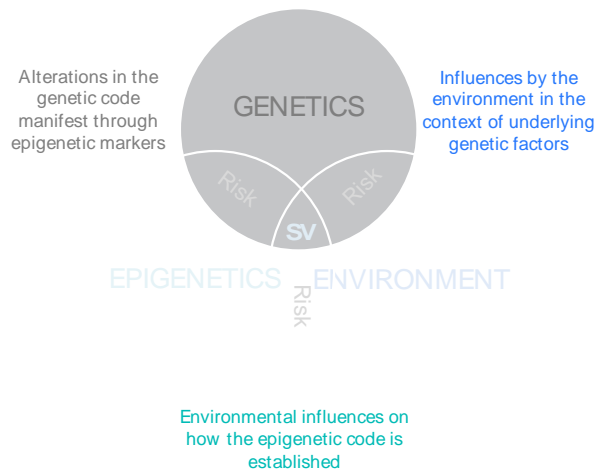 Alterations in the
genetic code
manifest through
epigenetic markers
GENETICS
Influences by the
environment in the
context of underlying
genetic factors
Risk
Risk
SV
EPIGENETICS
ENVIRONMENT
Risk
Environmental influences on
how the epigenetic code is
established